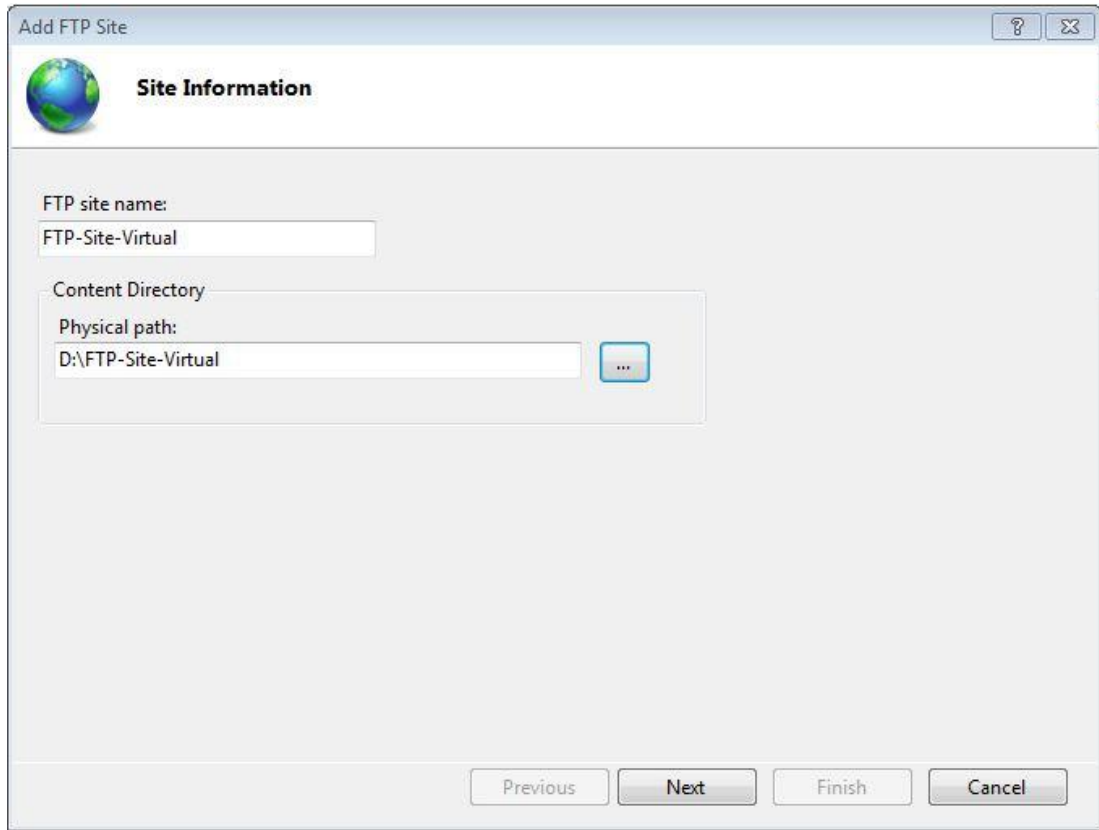 Add FTP Site
Site Information
FTP site name:
FTP-Site-Virtual
Content Directory
Physical path:
D:\FTP-Site-Virtual
...
Previous Next Finish Cancel